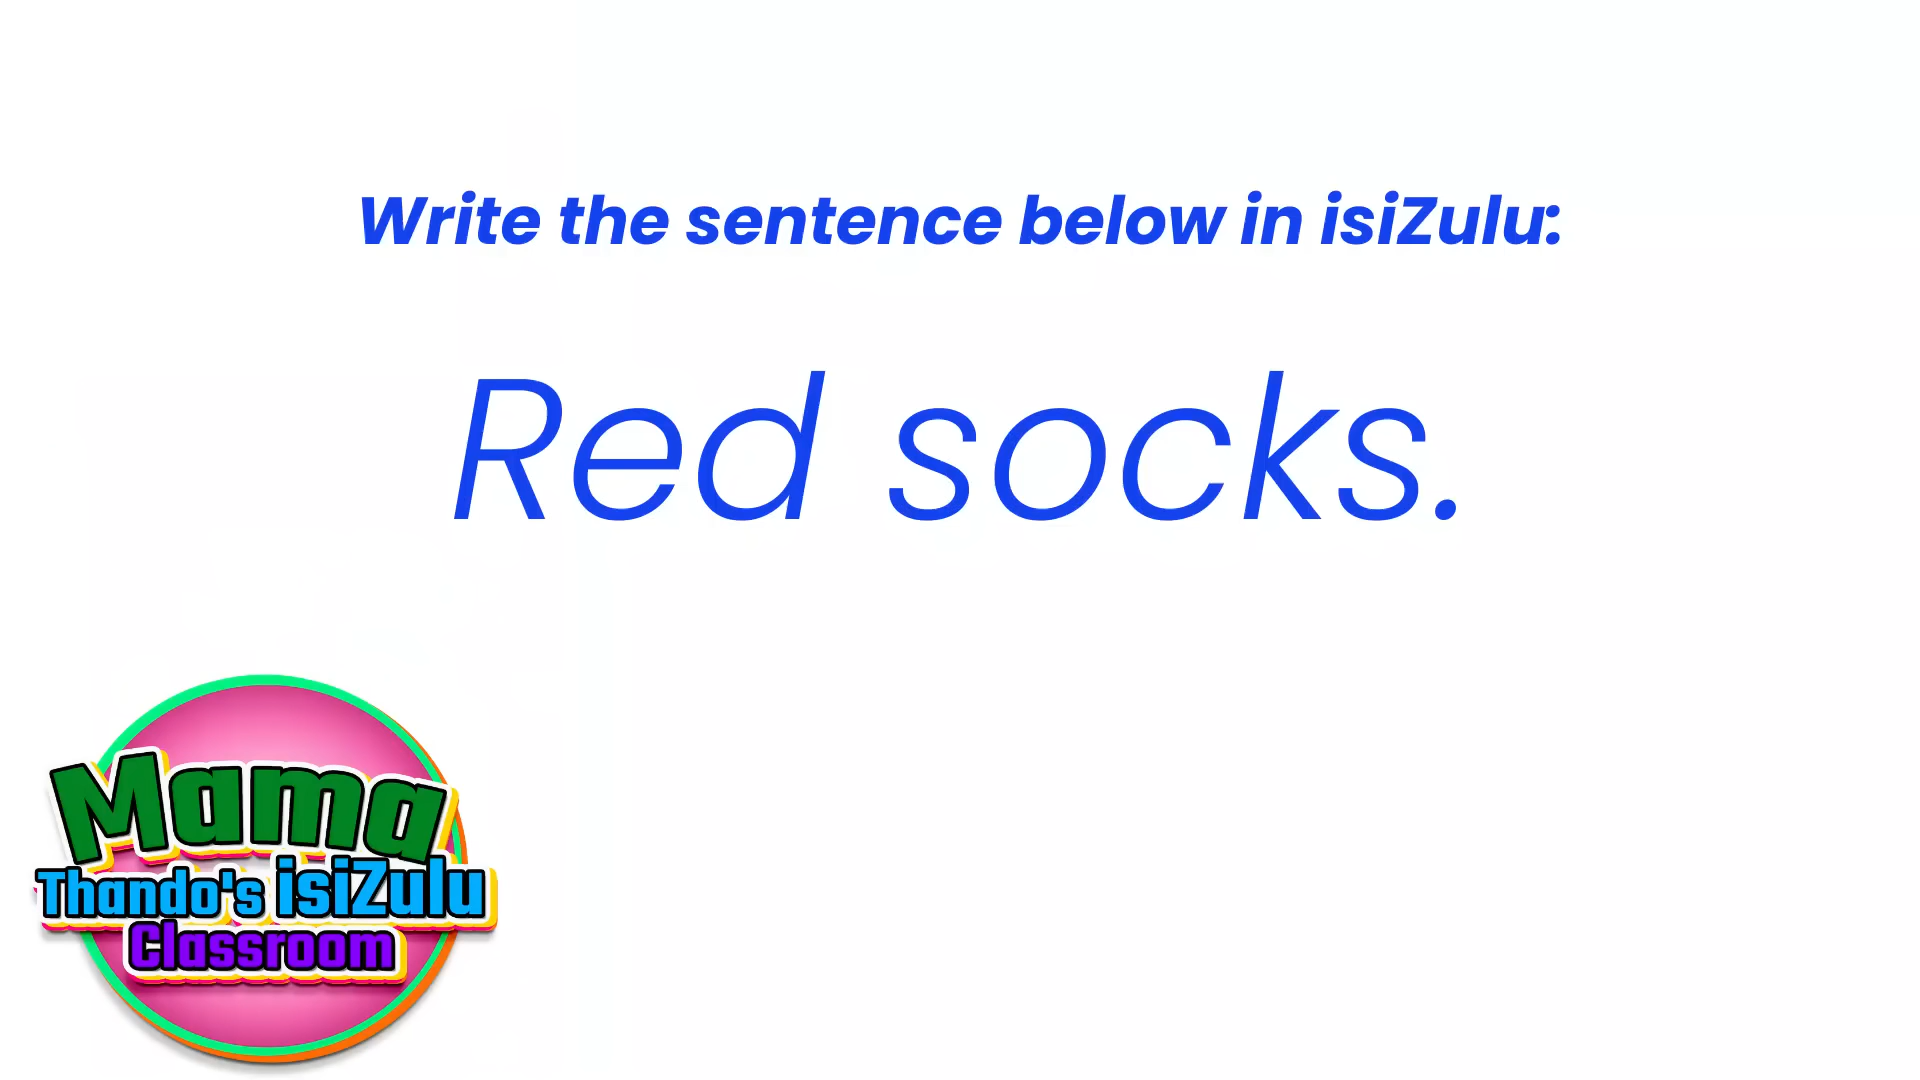 Write the sentence below in isiZulu:
Red socks.
Mama
Thando's isiZulu
Classroom